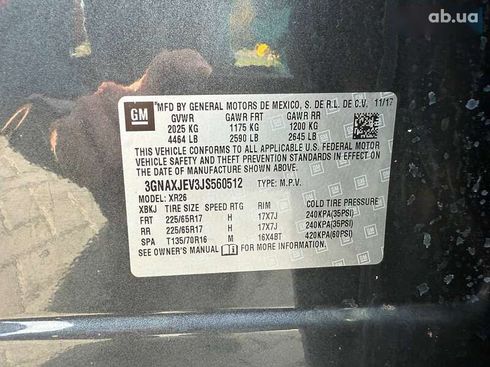 ab.ua
GM
MFD BY GENERAL MOTORS DE MEXICO, S. DE R.L. DE C.V. 11/17
GVWR GAWR FRT GAWR RR
2025 KG 1175 KG 1200 KG
4464 LB 2590 LB 2645 LB
THIS VEHICLE CONFORMS TO ALL APPLICABLE U.S. FEDERAL MOTOR
VEHICLE SAFETY AND THEFT PREVENTION STANDARDS IN EFFECT ON
THE DATE OF MANUFACTURE SHOWN ABOVE.
3GNAXJEV3JS560512 TYPE: M.P.V.
MODEL: XR26
XBKJ TIRE SIZE SPEED RTG RIM COLD TIRE PRESSURE
FRT 225/65R17 H 17X7J 240KPA(35PSI)
RR 225/65R17 H 17X7J 240KPA(35PSI)
SPA T135/70R16 M 16X4BT 420KPA(60PSI)
SEE OWNER'S MANUAL FOR MORE INFORMATION.